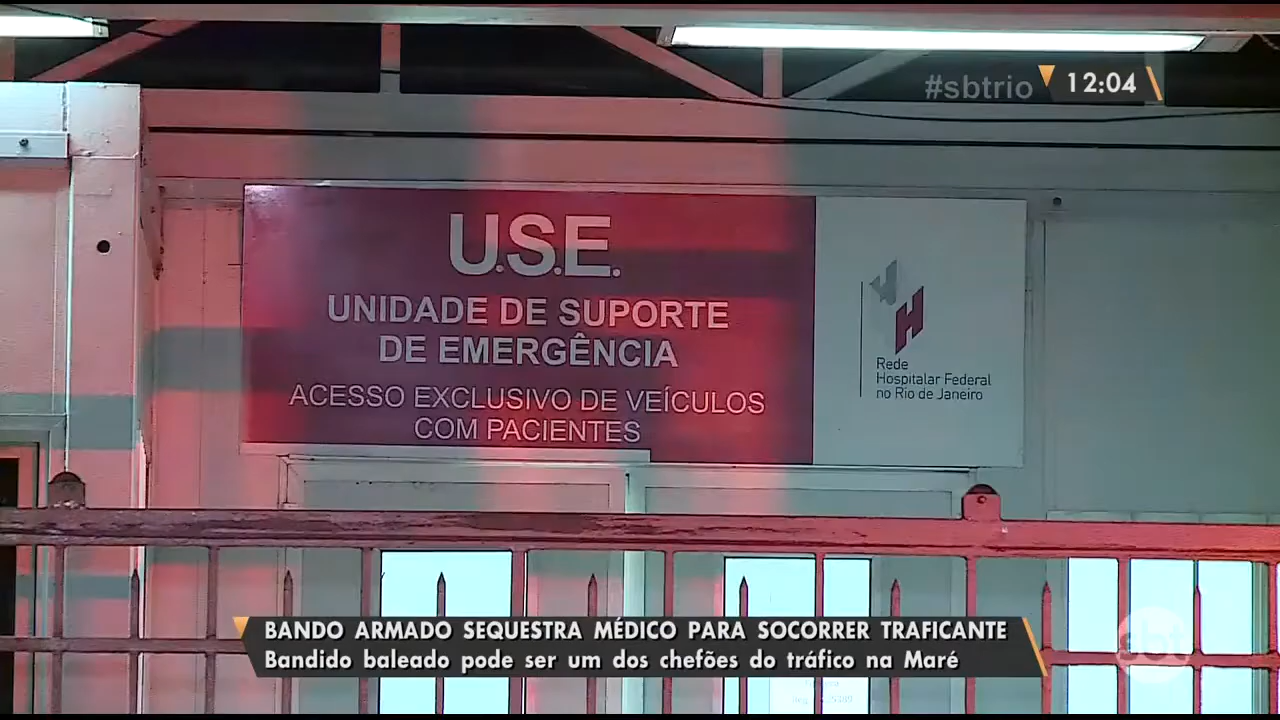 #sbtrio
12:04
U.S.E.
UNIDADE DE SUPORTE
DE EMERGÊNCIA
ACESSO EXCLUSIVO DE VEÍCULOS
COM PACIENTES
H
Rede
Hospitalar Federal
no Rio de Janeiro
BANDO ARMADO SEQUESTRA MÉDICO PARA SOCORRER TRAFICANTE
Bandido baleado pode ser um dos chefões do tráfico na Maré
sbt